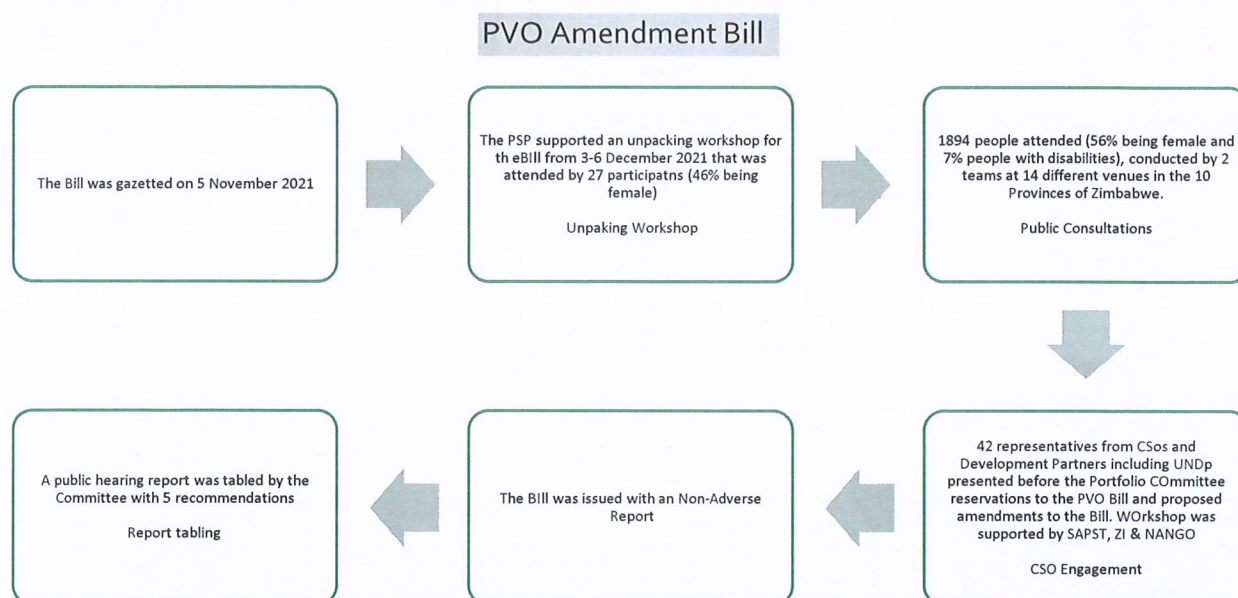 PVO Amendment Bill
The Bill was gazetted on 5 November 2021
The PSP supported an unpacking workshop for
th eBill from 3-6 December 2021 that was
attended by 27 participatns (46% being
female)
Unpaking Workshop
1894 people attended (56% being female and
7% people with disabilities), conducted by 2
teams at 14 different venues in the 10
Provinces of Zimbabwe.
Public Consultations
42 representatives from CSos and
Development Partners including UNDp
presented before the Portfolio COmmittee
reservations to the PVO Bill and proposed
amendments to the Bill. WOrkshop was
supported by SAPST, ZI & NANGO
CSO Engagement
The BIll was issued with an Non-Adverse
Report
A public hearing report was tabled by the
Committee with 5 recommendations
Report tabling